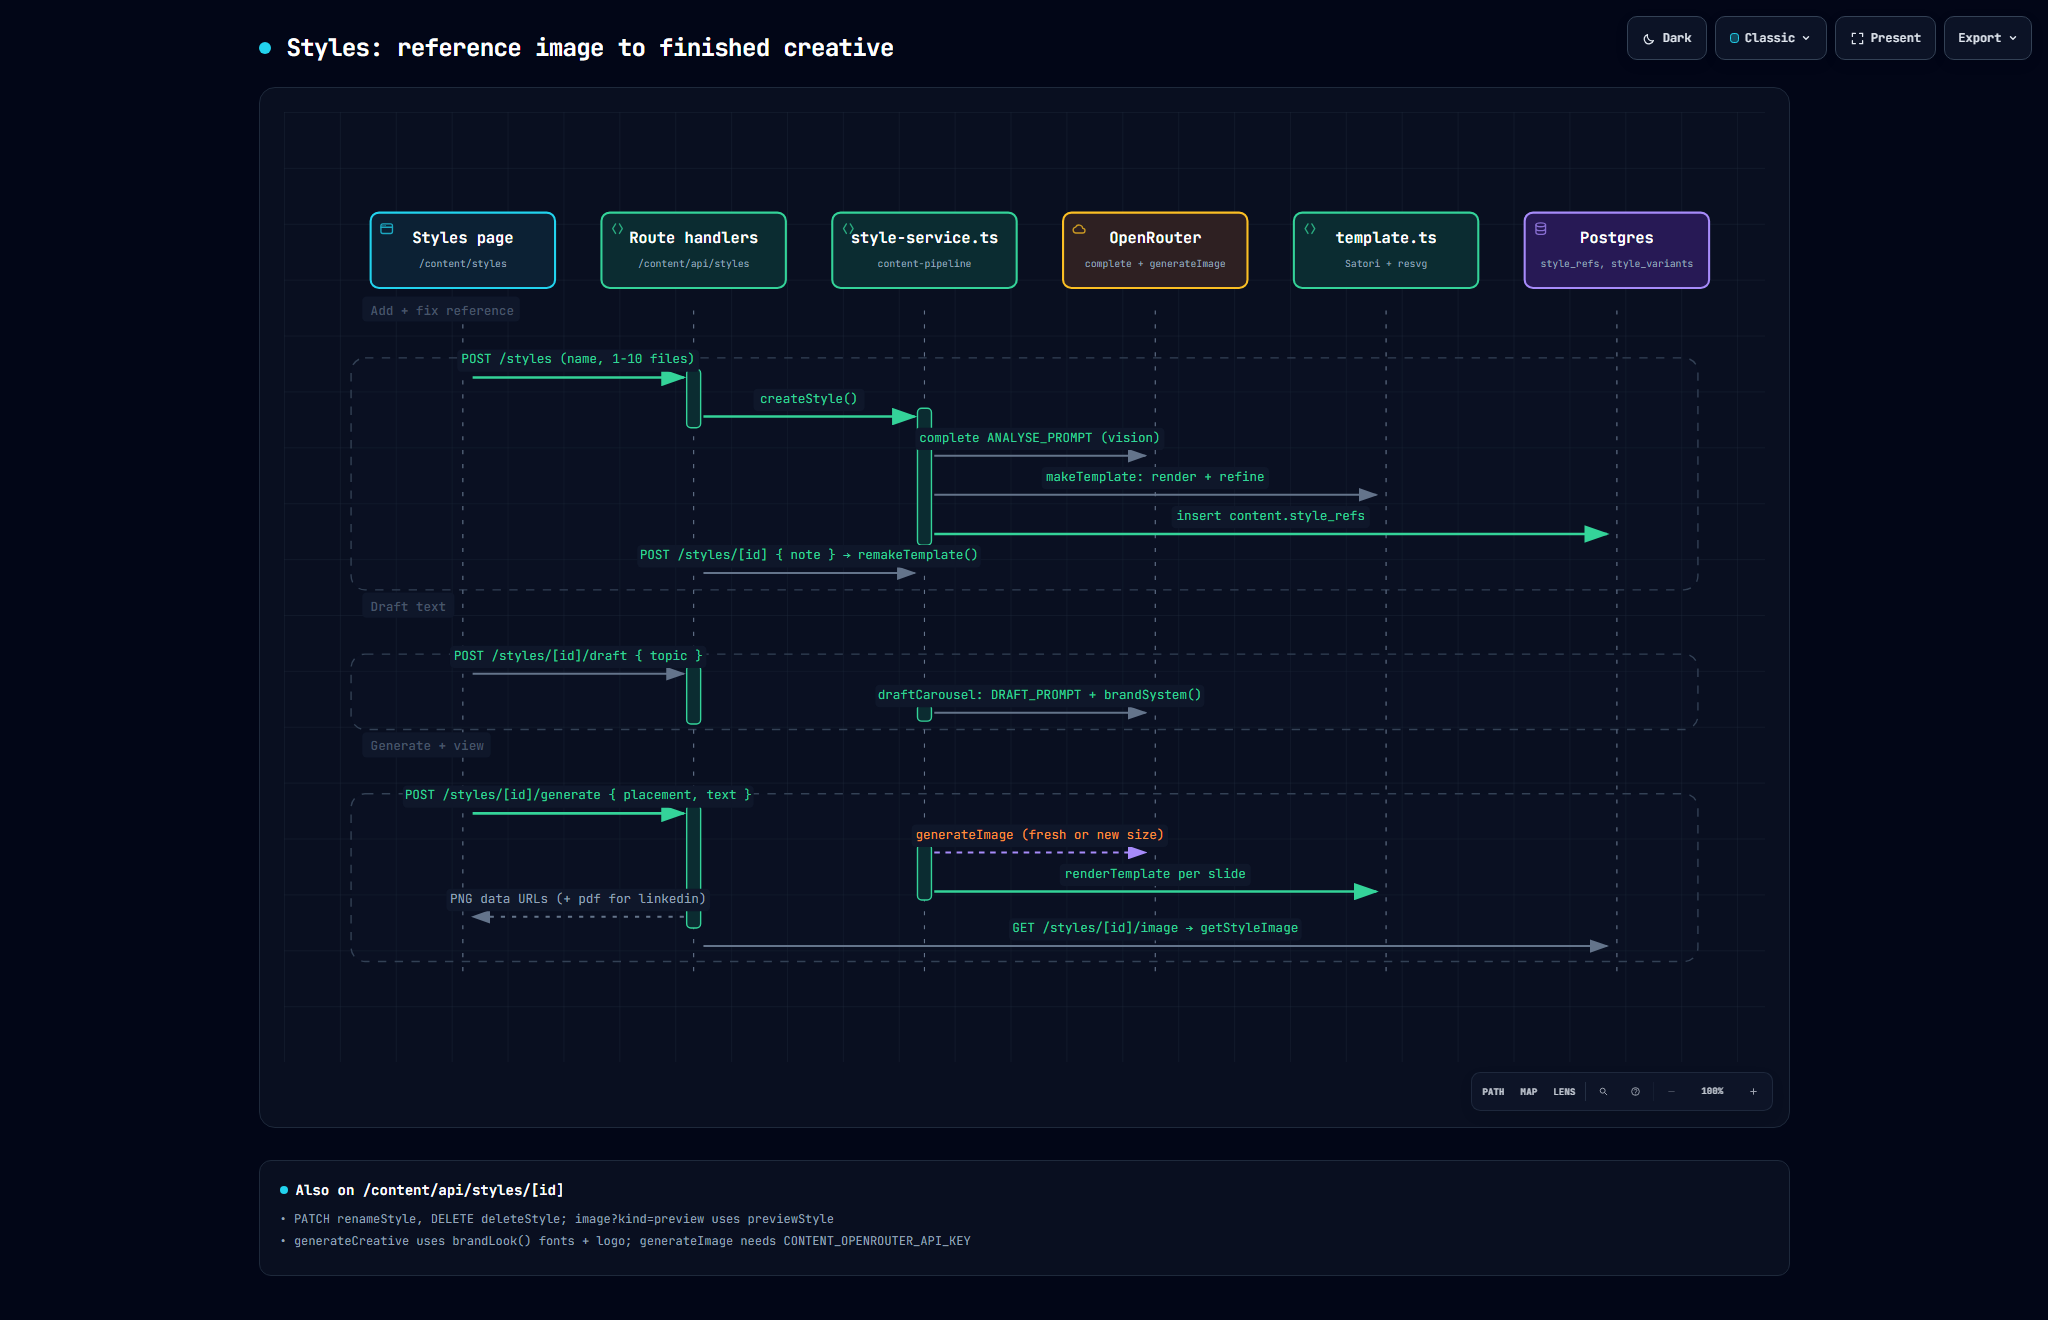 Styles: reference image to finished creative
Dark
Classic
Present
Export
Styles page
/content/styles
Route handlers
/content/api/styles
style-service.ts
content-pipeline
OpenRouter
complete + generateImage
template.ts
Satori + resvg
Postgres
style_refs, style_variants
Add + fix reference
POST /styles (name, 1-10 files)
createStyle()
complete ANALYSE_PROMPT (vision)
makeTemplate: render + refine
insert content.style_refs
POST /styles/[id] { note } → remakeTemplate()
Draft text
POST /styles/[id]/draft { topic }
draftCarousel: DRAFT_PROMPT + brandSystem()
Generate + view
POST /styles/[id]/generate { placement, text }
generateImage (fresh or new size)
renderTemplate per slide
PNG data URLs (+ pdf for linkedin)
GET /styles/[id]/image → getStyleImage
PATH MAP LENS 100%
Also on /content/api/styles/[id]
• PATCH renameStyle, DELETE deleteStyle; image?kind=preview uses previewStyle
• generateCreative uses brandLook() fonts + logo; generateImage needs CONTENT_OPENROUTER_API_KEY